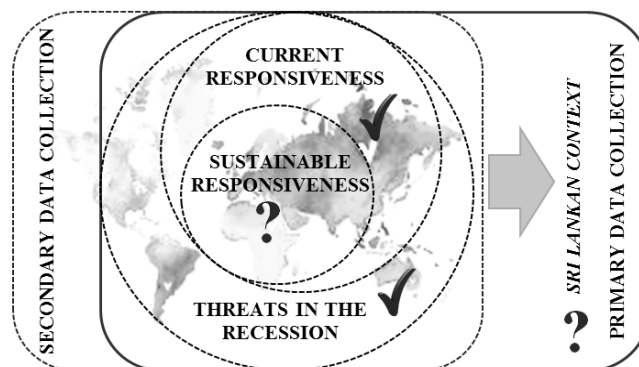 SECONDARY DATA COLLECTION
CURRENT
RESPONSIVENESS
SUSTAINABLE
RESPONSIVENESS
?
THREATS IN THE
RECESSION
? SRI LANKAN CONTEXT
PRIMARY DATA COLLECTION